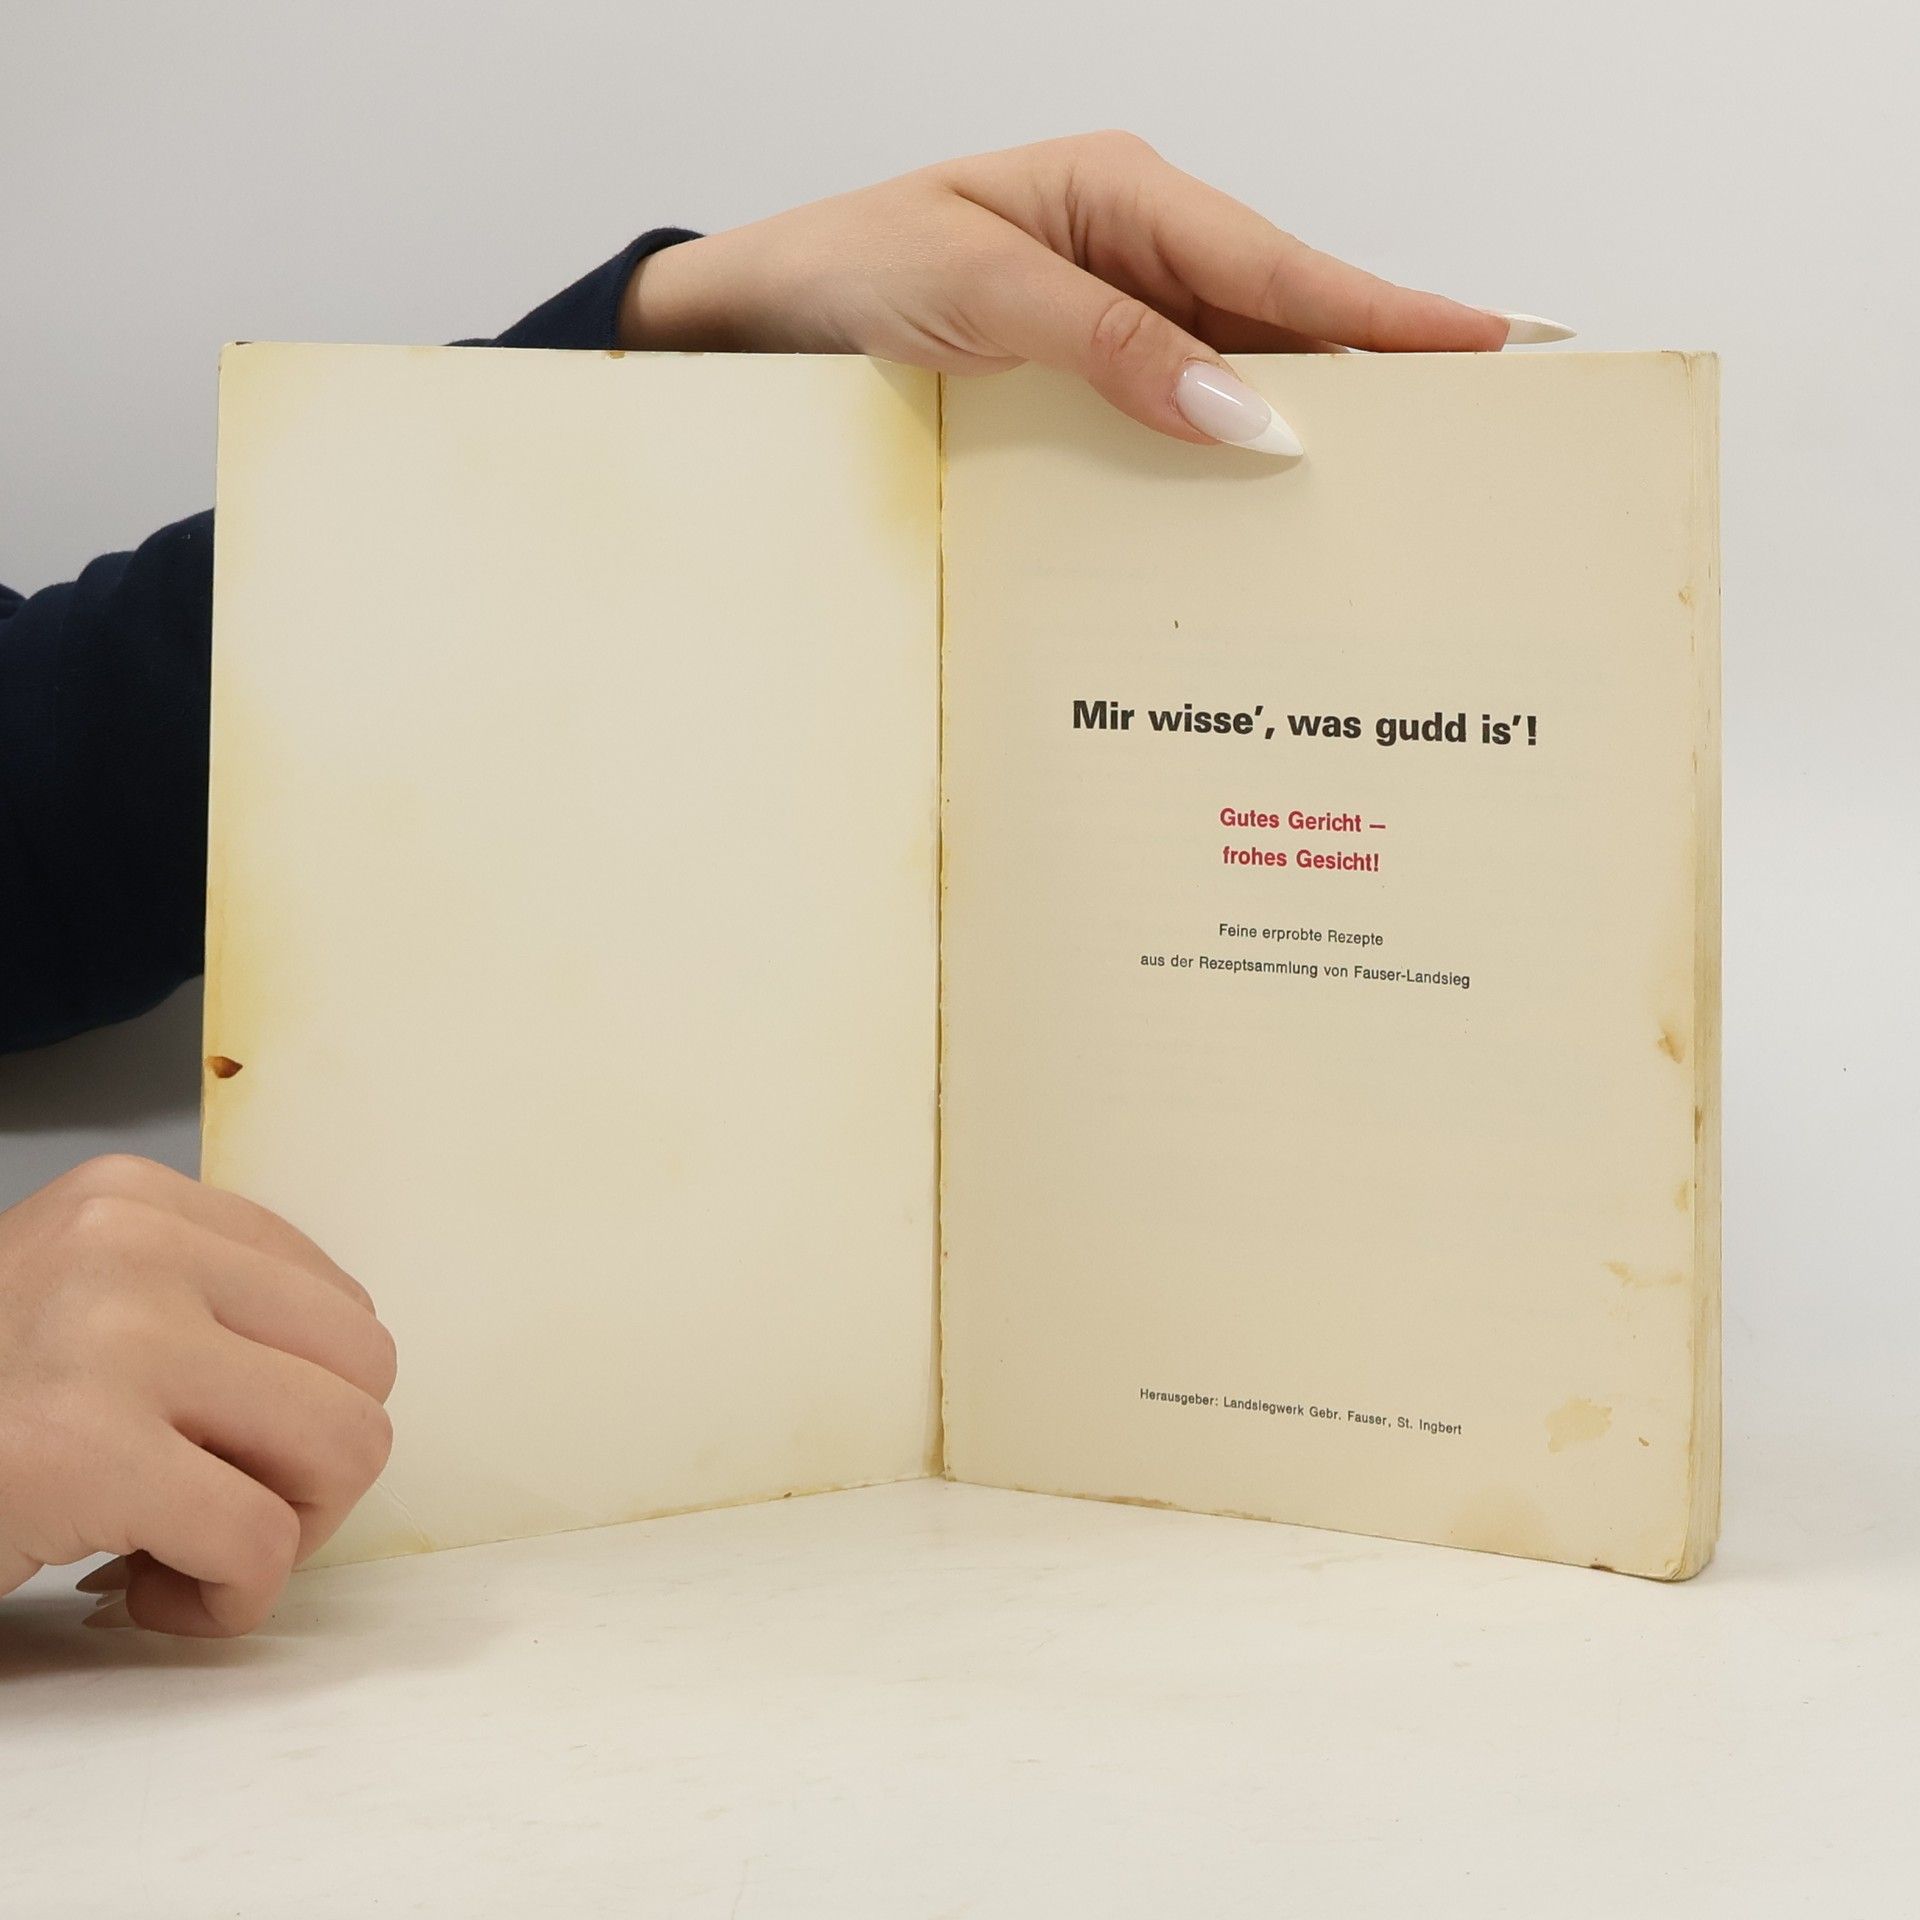 Mir wisse’, was gudd is’!
Gutes Gericht —
frohes Gesicht!
Feine erprobte Rezepte
aus der Rezeptsammlung von Fauser-Landsieg
Herausgeber: Landsiegwerk Gebr. Fauser, St. Ingbert